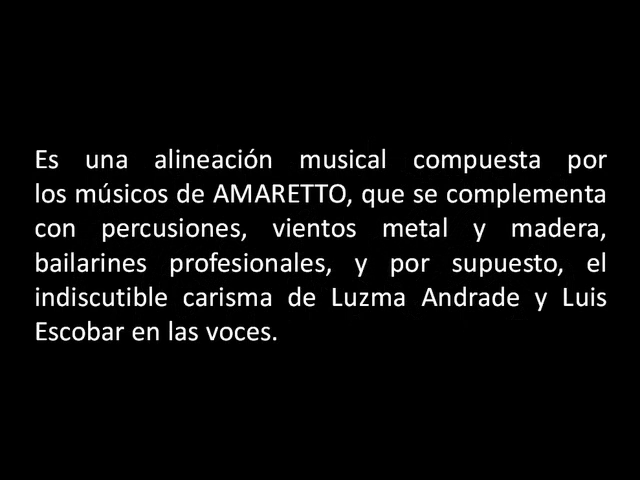 Es una alineación musical compuesta por
los músicos de AMARETTO, que se complementa
con percusiones, vientos metal y madera,
bailarines profesionales, y por supuesto, el
indiscutible carisma de Luzma Andrade y Luis
Escobar en las voces.